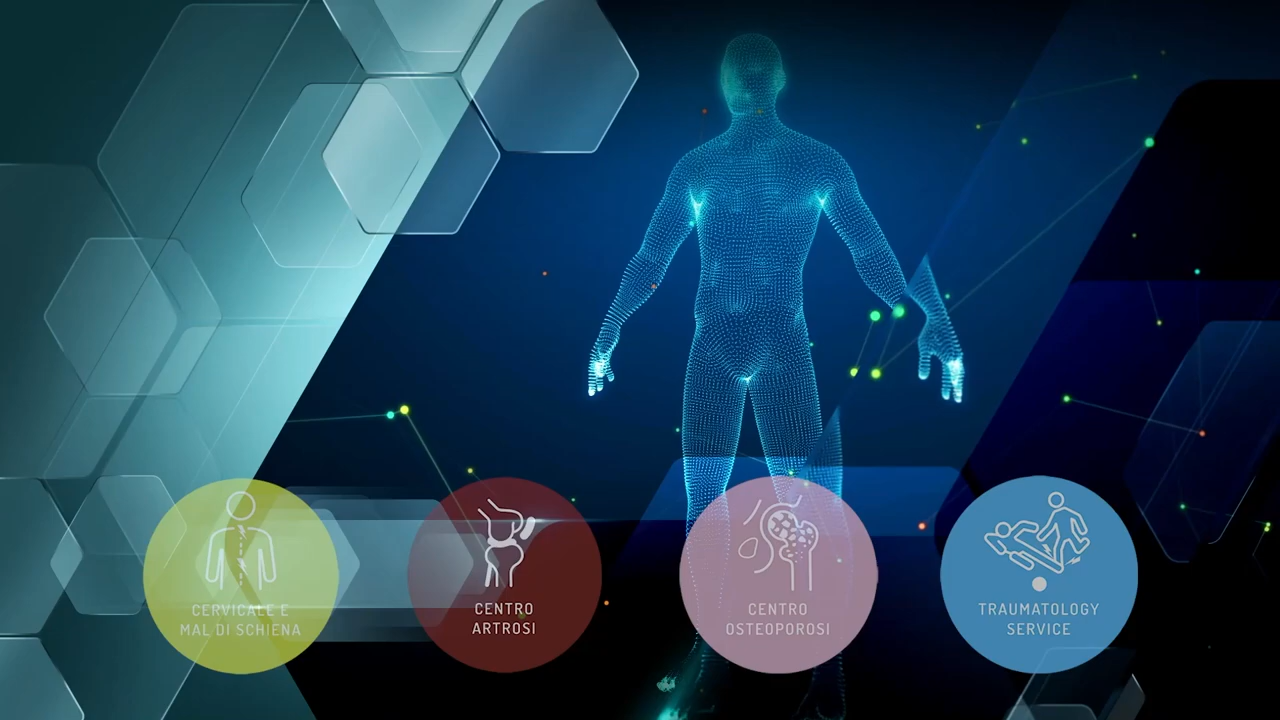 CERVICALE E
MAL DI SCHIENA
CENTRO
ARTROSI
CENTRO
OSTEOPOROSI
TRAUMATOLOGY
SERVICE